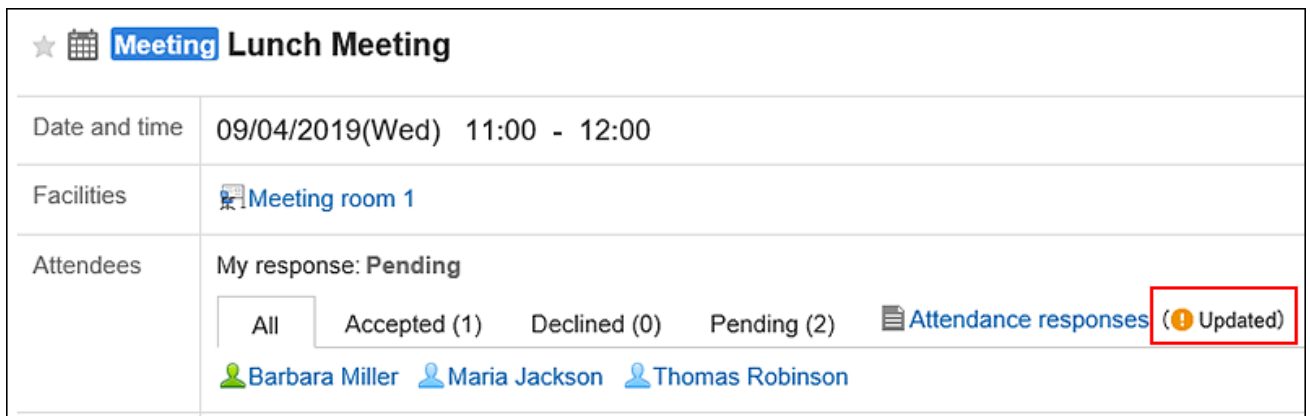 Meeting Lunch Meeting
Date and time 09/04/2019(Wed) 11:00 - 12:00
Facilities Meeting room 1
Attendees My response: Pending
All Accepted (1) Declined (0) Pending (2) Attendance responses (Updated)
Barbara Miller Maria Jackson Thomas Robinson